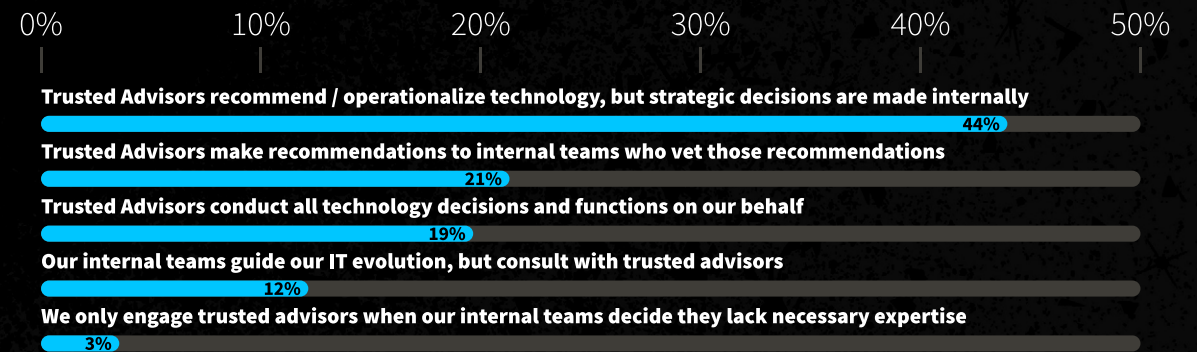 0% 10% 20% 30% 40% 50%
Trusted Advisors recommend / operationalize technology, but strategic decisions are made internally
44%
Trusted Advisors make recommendations to internal teams who vet those recommendations
21%
Trusted Advisors conduct all technology decisions and functions on our behalf
19%
Our internal teams guide our IT evolution, but consult with trusted advisors
12%
We only engage trusted advisors when our internal teams decide they lack necessary expertise
3%